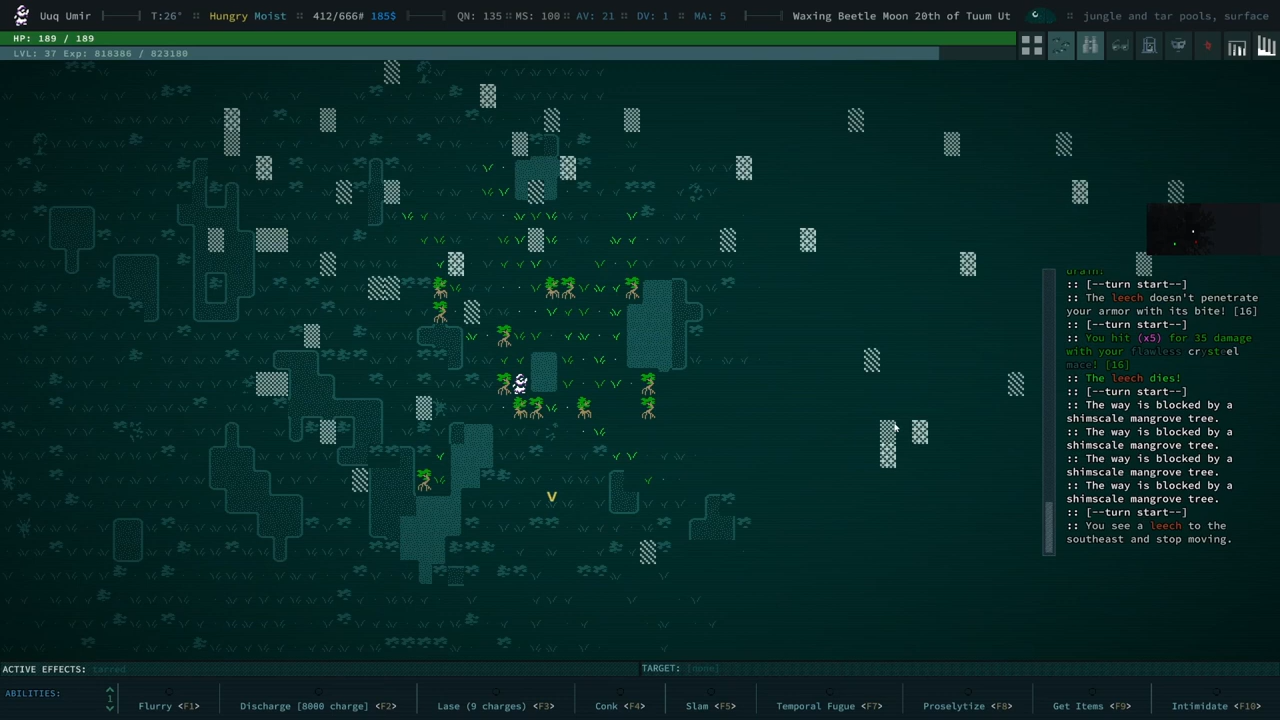 Uuq Umir T:26° Hungry Moist 412/666# 185$ QN: 135 MS: 100 AV: 21 DV: 1 MA: 5 Waxing Beetle Moon 20th of Tuum Ut jungle and tar pools, surface
HP: 189 / 189
LVL: 37 Exp: 818386 / 823180
drain!
:: [--turn start--]
:: The leech doesn't penetrate
your armor with its bite! [16]
:: [--turn start--]
:: You hit (x5) for 35 damage
with your flawless crysteel
mace! [16]
:: The leech dies!
:: [--turn start--]
:: The way is blocked by a
shimscale mangrove tree.
:: The way is blocked by a
shimscale mangrove tree.
:: The way is blocked by a
shimscale mangrove tree.
:: The way is blocked by a
shimscale mangrove tree.
:: [--turn start--]
:: You see a leech to the
southeast and stop moving.
v
ACTIVE EFFECTS: tarred TARGET: [none]
ABILITIES: 1 Flurry <F1> Discharge [8000 charge] <F2> Lase (9 charges) <F3> Conk <F4> Slam <F5> Temporal Fugue <F7> Proselytize <F8> Get Items <F9> Intimidate <F10>